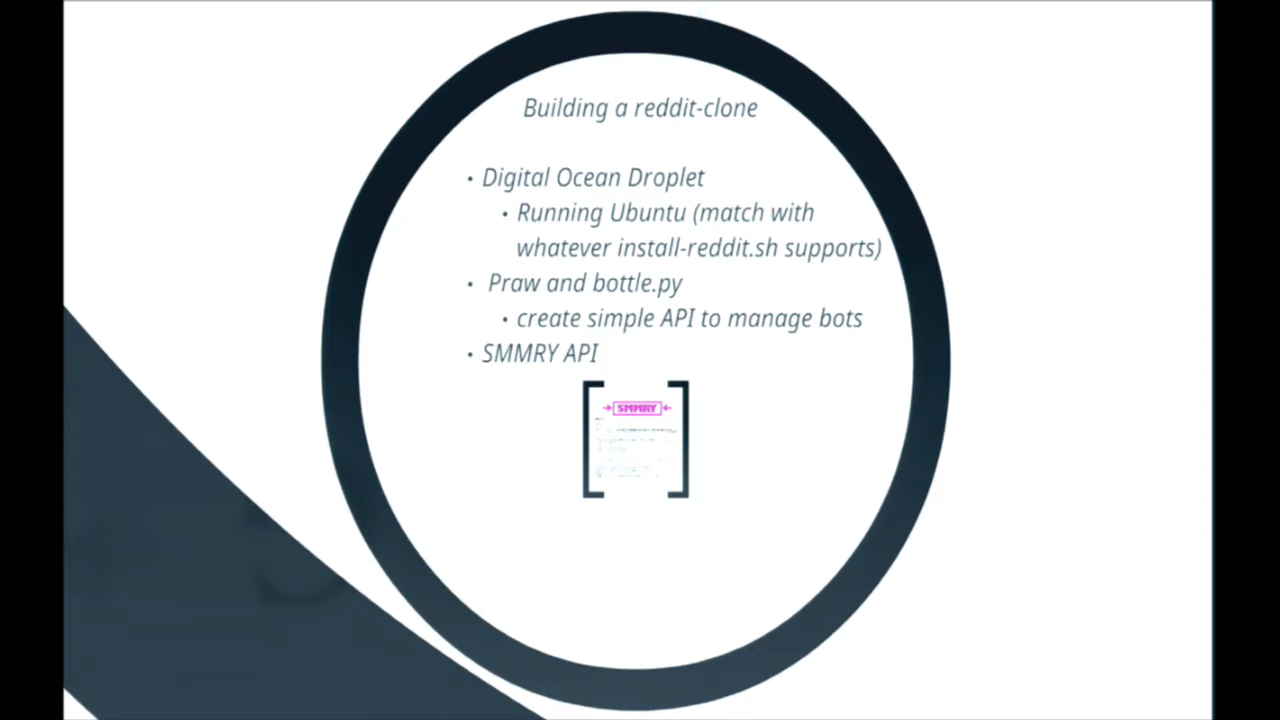 Building a reddit-clone
• Digital Ocean Droplet
• Running Ubuntu (match with
whatever install-reddit.sh supports)
• Praw and bottle.py
• create simple API to manage bots
• SMMRY API
SMMRY